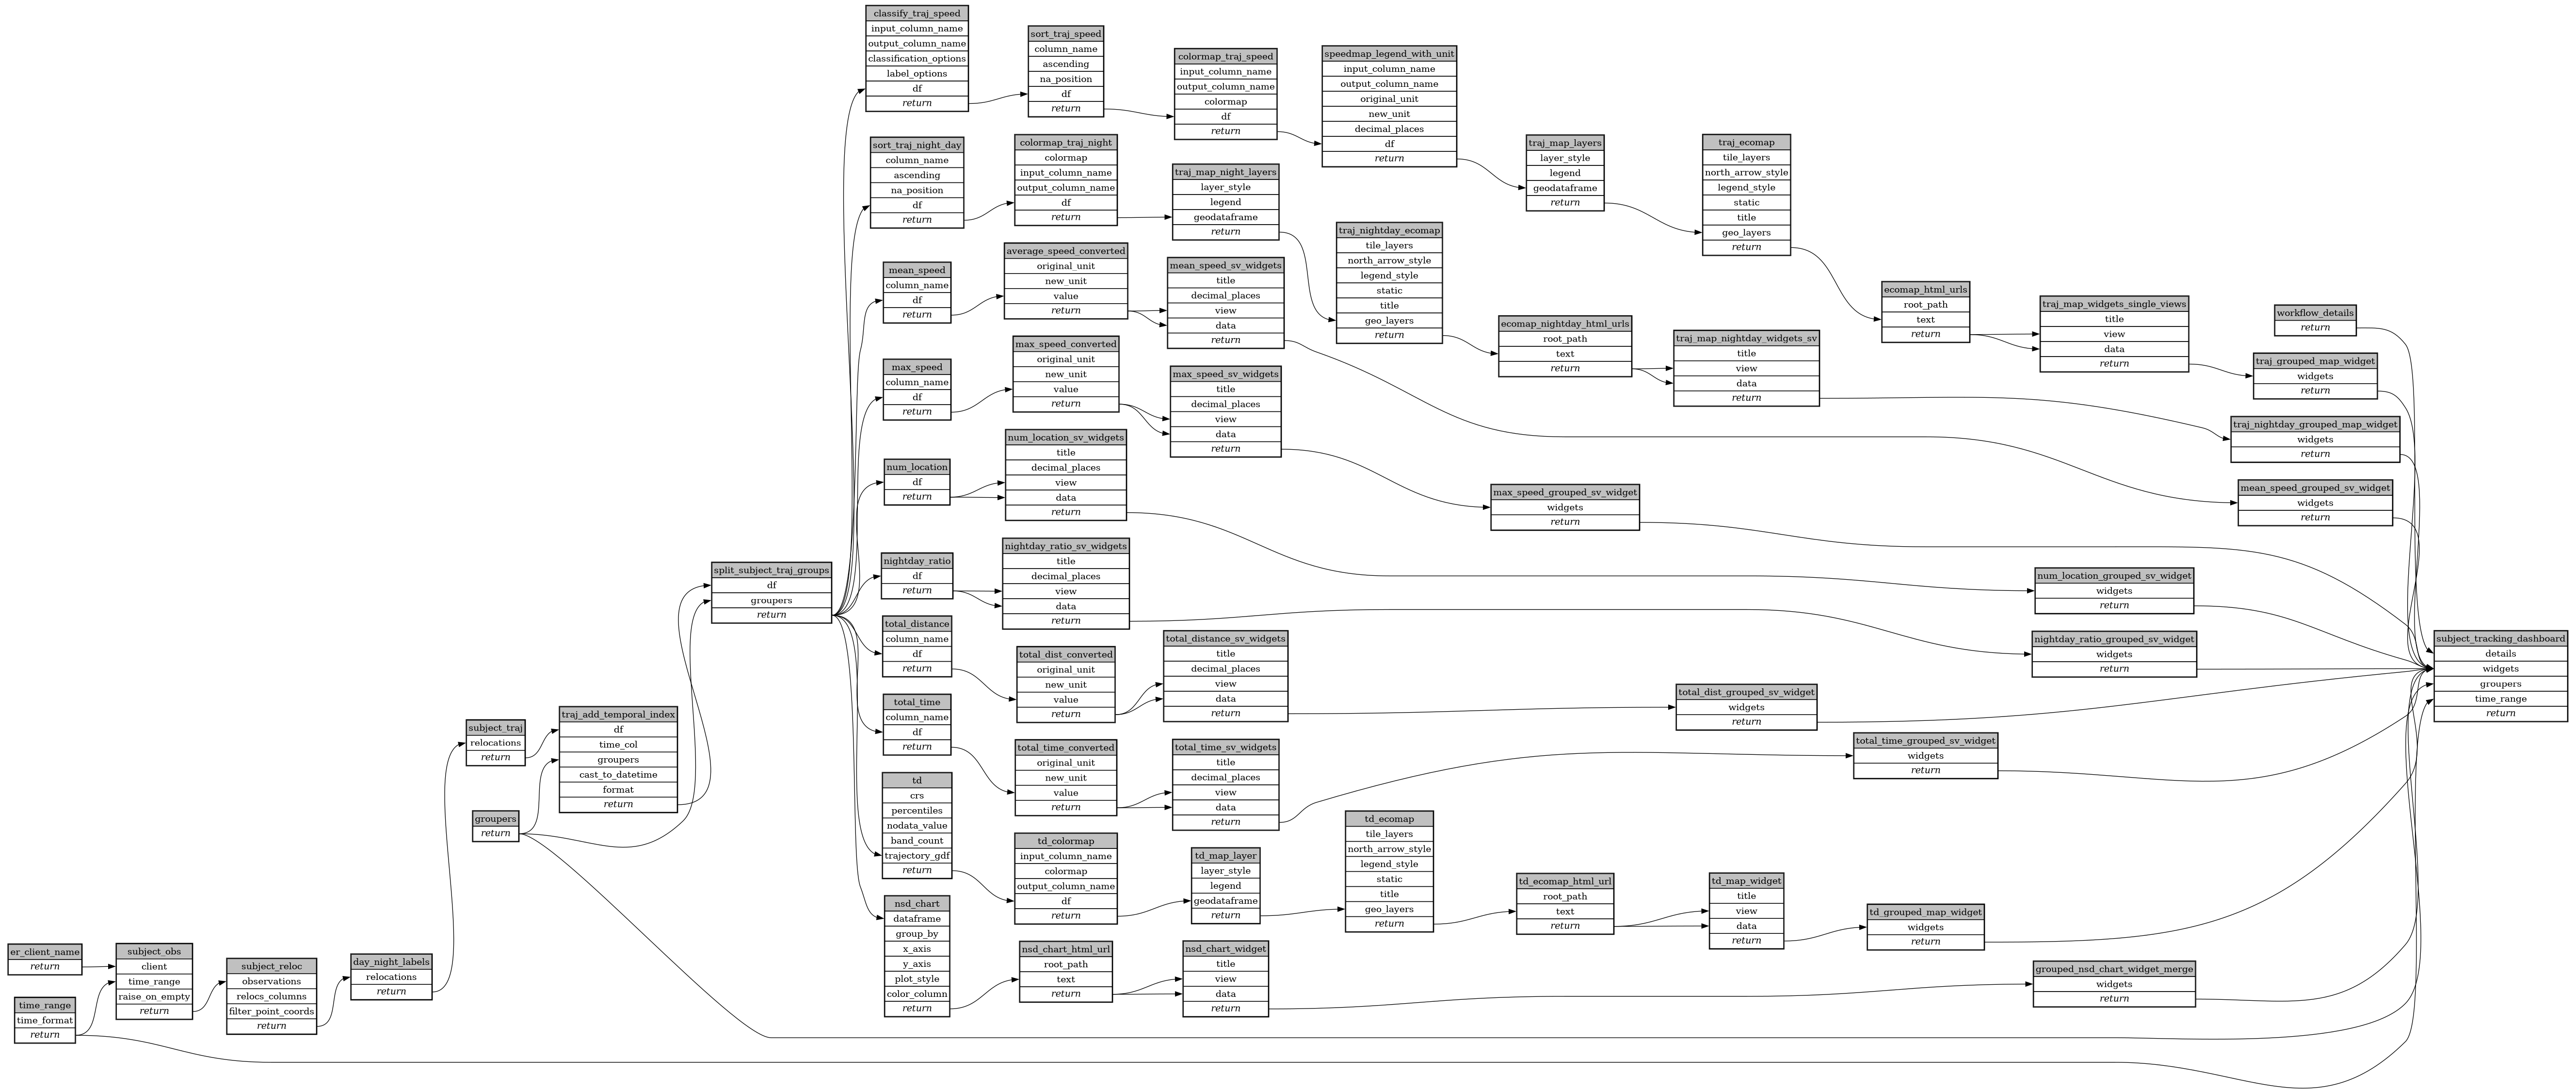 classify_traj_speed
input_column_name
output_column_name
classification_options
label_options
df
return
sort_traj_speed
column_name
ascending
na_position
df
return
colormap_traj_speed
input_column_name
output_column_name
colormap
df
return
speedmap_legend_with_unit
input_column_name
output_column_name
original_unit
new_unit
decimal_places
df
return
traj_map_layers
layer_style
legend
geodataframe
return
traj_ecomap
tile_layers
north_arrow_style
legend_style
static
title
geo_layers
return
sort_traj_night_day
column_name
ascending
na_position
df
return
colormap_traj_night
colormap
input_column_name
output_column_name
df
return
traj_map_night_layers
layer_style
legend
geodataframe
return
traj_nightday_ecomap
tile_layers
north_arrow_style
legend_style
static
title
geo_layers
return
mean_speed
column_name
df
return
average_speed_converted
original_unit
new_unit
value
return
mean_speed_sv_widgets
title
decimal_places
view
data
return
ecomap_nightday_html_urls
root_path
text
return
traj_map_nightday_widgets_sv
title
view
data
return
ecomap_html_urls
root_path
text
return
traj_map_widgets_single_views
title
view
data
return
workflow_details
return
traj_grouped_map_widget
widgets
return
max_speed
column_name
df
return
max_speed_converted
original_unit
new_unit
value
return
max_speed_sv_widgets
title
decimal_places
view
data
return
traj_nightday_grouped_map_widget
widgets
return
num_location
df
return
num_location_sv_widgets
title
decimal_places
view
data
return
max_speed_grouped_sv_widget
widgets
return
mean_speed_grouped_sv_widget
widgets
return
split_subject_traj_groups
df
groupers
return
nightday_ratio
df
return
nightday_ratio_sv_widgets
title
decimal_places
view
data
return
num_location_grouped_sv_widget
widgets
return
total_distance
column_name
df
return
total_dist_converted
original_unit
new_unit
value
return
total_distance_sv_widgets
title
decimal_places
view
data
return
total_dist_grouped_sv_widget
widgets
return
nightday_ratio_grouped_sv_widget
widgets
return
subject_tracking_dashboard
details
widgets
groupers
time_range
return
subject_traj
relocations
return
traj_add_temporal_index
df
time_col
groupers
cast_to_datetime
format
return
total_time
column_name
df
return
total_time_converted
original_unit
new_unit
value
return
total_time_sv_widgets
title
decimal_places
view
data
return
total_time_grouped_sv_widget
widgets
return
groupers
return
td
crs
percentiles
nodata_value
band_count
trajectory_gdf
return
td_colormap
input_column_name
colormap
output_column_name
df
return
td_map_layer
layer_style
legend
geodataframe
return
td_ecomap
tile_layers
north_arrow_style
legend_style
static
title
geo_layers
return
td_ecomap_html_url
root_path
text
return
td_map_widget
title
view
data
return
td_grouped_map_widget
widgets
return
er_client_name
return
time_range
time_format
return
subject_obs
client
time_range
raise_on_empty
return
subject_reloc
observations
relocs_columns
filter_point_coords
return
day_night_labels
relocations
return
nsd_chart
dataframe
group_by
x_axis
y_axis
plot_style
color_column
return
nsd_chart_html_url
root_path
text
return
nsd_chart_widget
title
view
data
return
grouped_nsd_chart_widget_merge
widgets
return